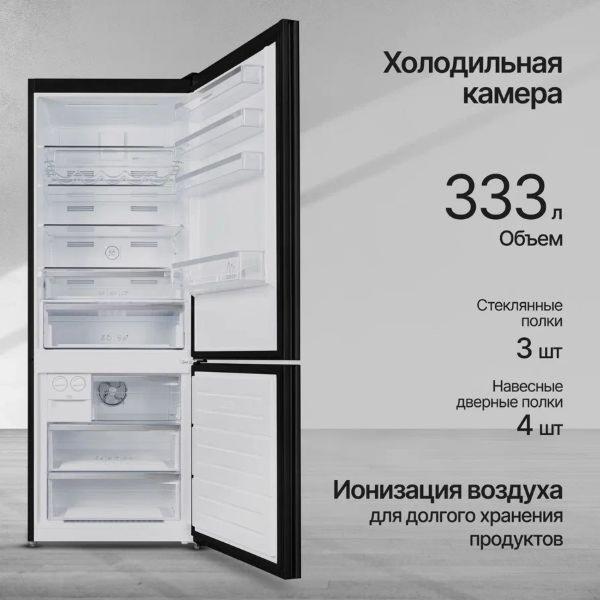 Холодильная
камера
333 л
Объем
Стеклянные
полки
3 шт
Навесные
дверные полки
4 шт
Ионизация воздуха
для долгого хранения
продуктов